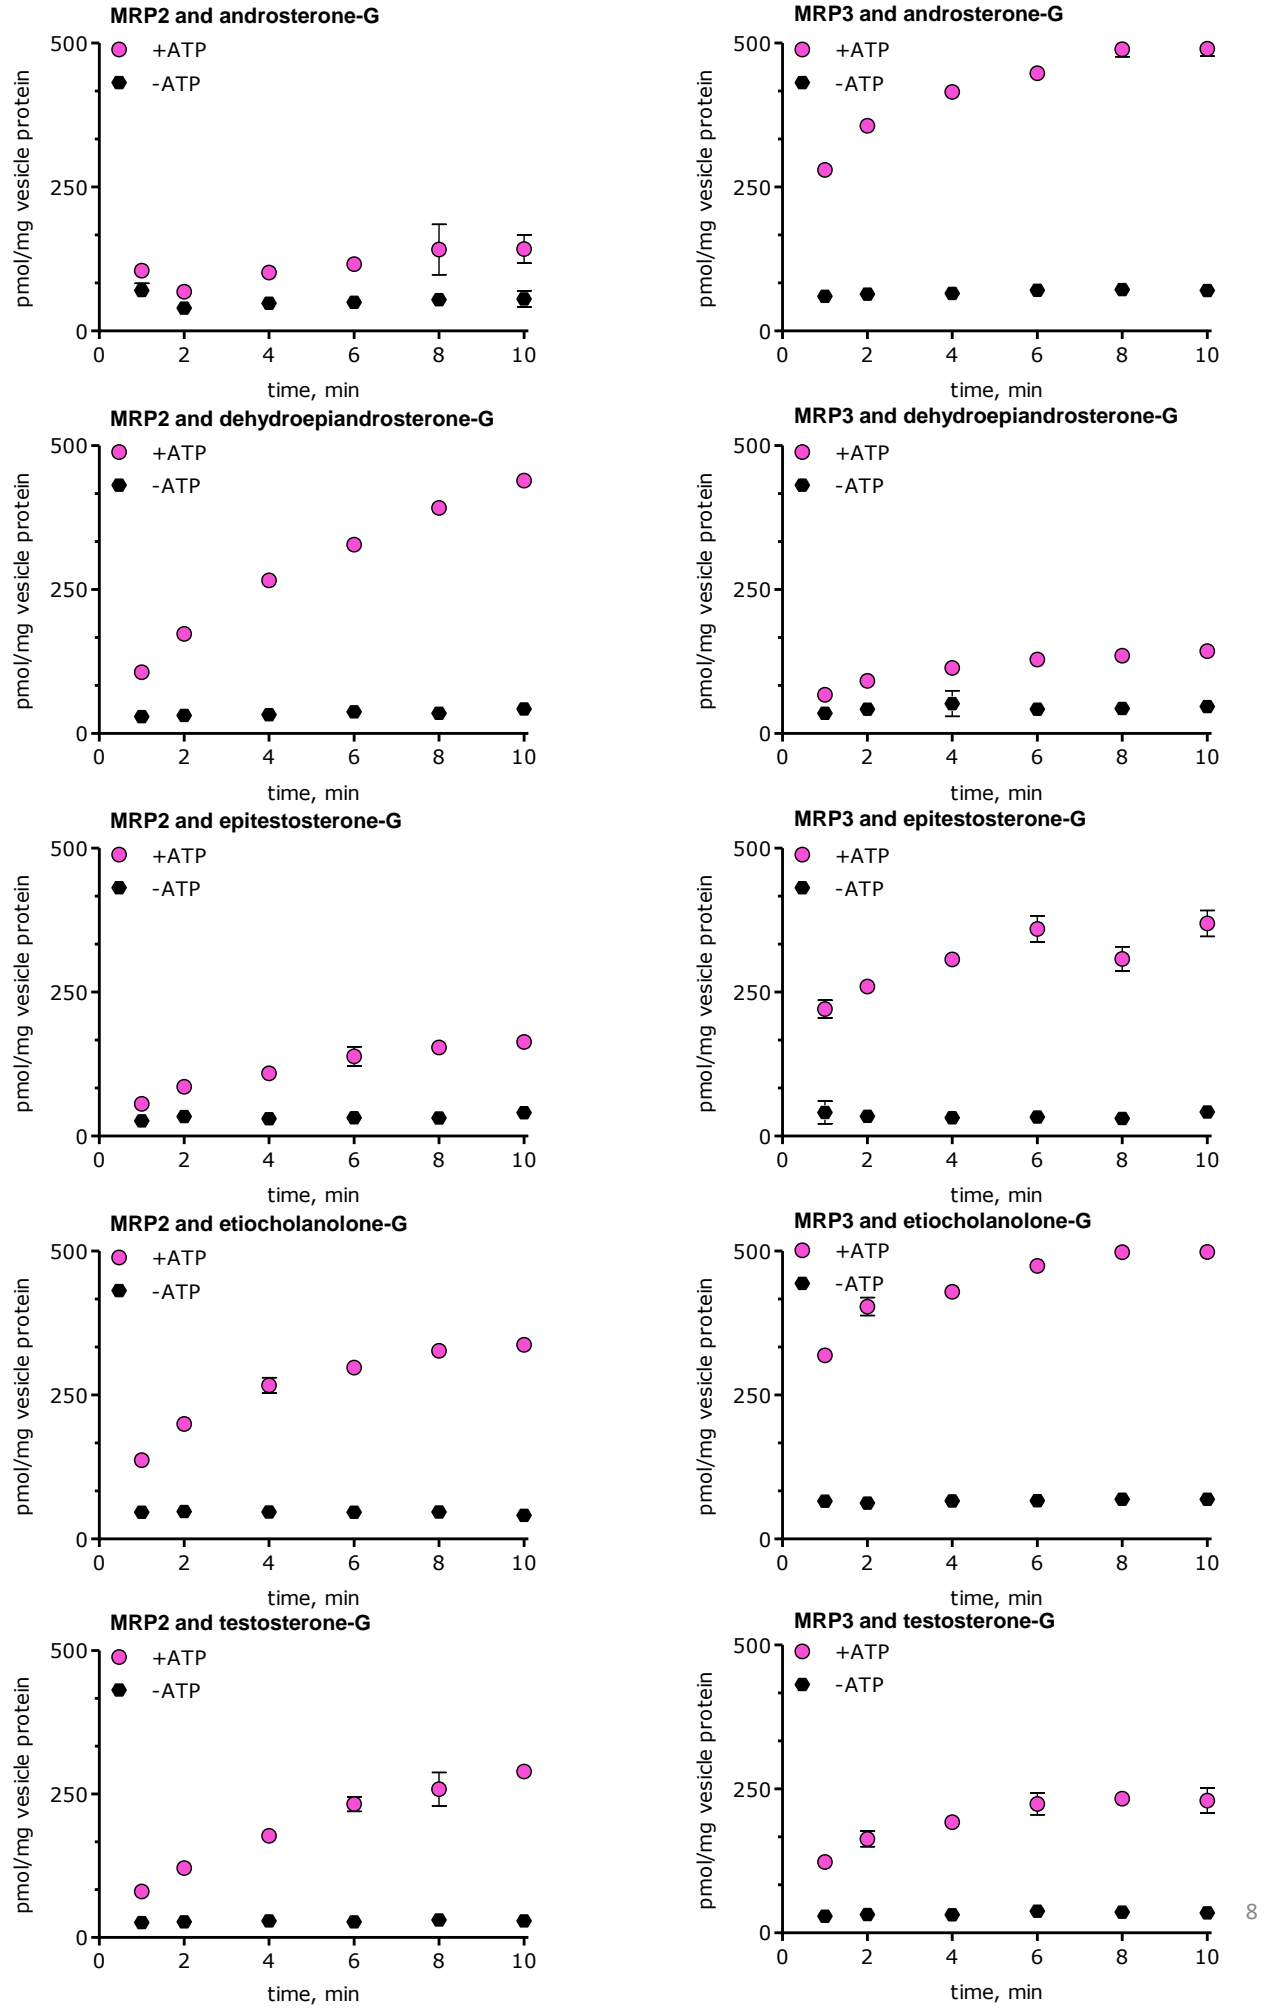 MRP2 and androsterone-G
500
+ATP
-ATP
250
0
pmol/mg vesicle protein
0 2 4 6 8 10
time, min
MRP3 and androsterone-G
500
+ATP
-ATP
250
0
pmol/mg vesicle protein
0 2 4 6 8 10
time, min
MRP2 and dehydroepiandrosterone-G
500
+ATP
-ATP
250
0
pmol/mg vesicle protein
0 2 4 6 8 10
time, min
MRP3 and dehydroepiandrosterone-G
500
+ATP
-ATP
250
0
pmol/mg vesicle protein
0 2 4 6 8 10
time, min
MRP2 and epitestosterone-G
500
+ATP
-ATP
250
0
pmol/mg vesicle protein
0 2 4 6 8 10
time, min
MRP3 and epitestosterone-G
500
+ATP
-ATP
250
0
pmol/mg vesicle protein
0 2 4 6 8 10
time, min
MRP2 and etiocholanolone-G
500
+ATP
-ATP
250
0
pmol/mg vesicle protein
0 2 4 6 8 10
time, min
MRP3 and etiocholanolone-G
500
+ATP
-ATP
250
0
pmol/mg vesicle protein
0 2 4 6 8 10
time, min
MRP2 and testosterone-G
500
+ATP
-ATP
250
0
pmol/mg vesicle protein
0 2 4 6 8 10
time, min
MRP3 and testosterone-G
500
+ATP
-ATP
250
0
pmol/mg vesicle protein
0 2 4 6 8 10
time, min
8